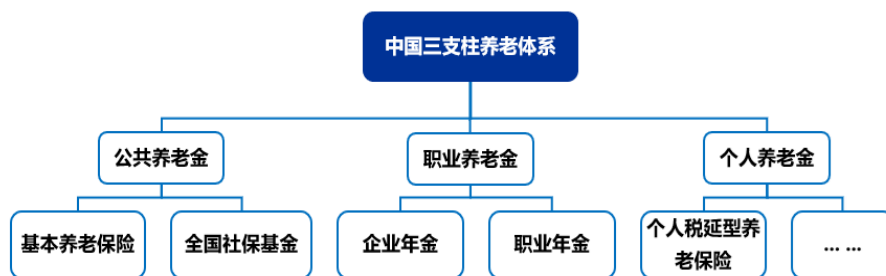 中国三支柱养老体系
公共养老金
职业养老金
个人养老金
基本养老保险
全国社保基金
企业年金
职业年金
个人税延型养
老保险
... ...